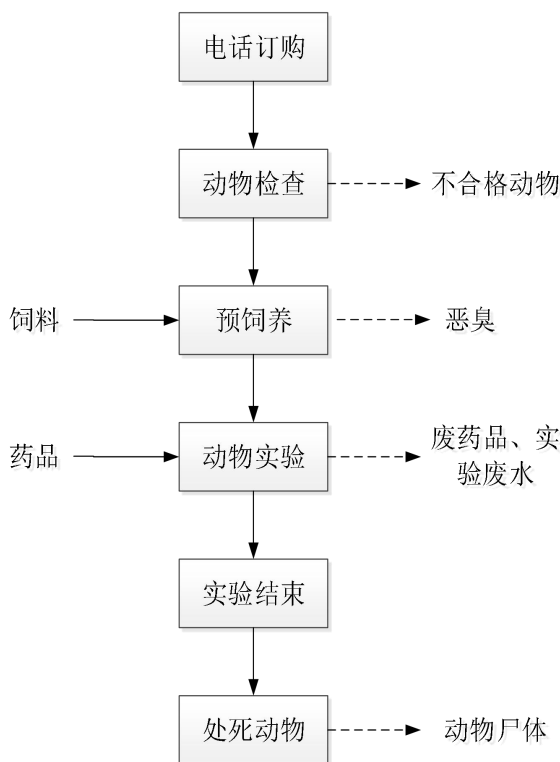 电话订购
动物检查
不合格动物
饲料
预饲养
恶臭
药品
动物实验
废药品、实
验废水
实验结束
处死动物
动物尸体